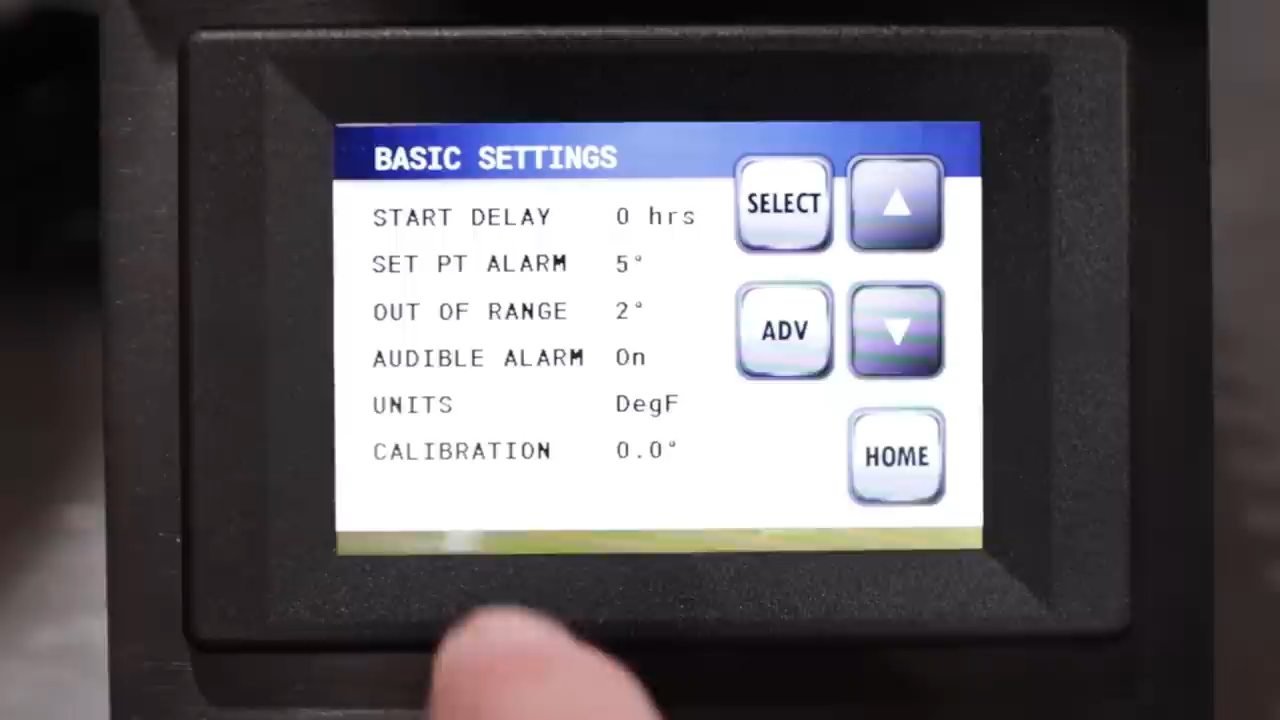 BASIC SETTINGS
START DELAY 0 hrs
SET PT ALARM 5°
OUT OF RANGE 2°
AUDIBLE ALARM On
UNITS DegF
CALIBRATION 0.0°
SELECT
ADV
HOME